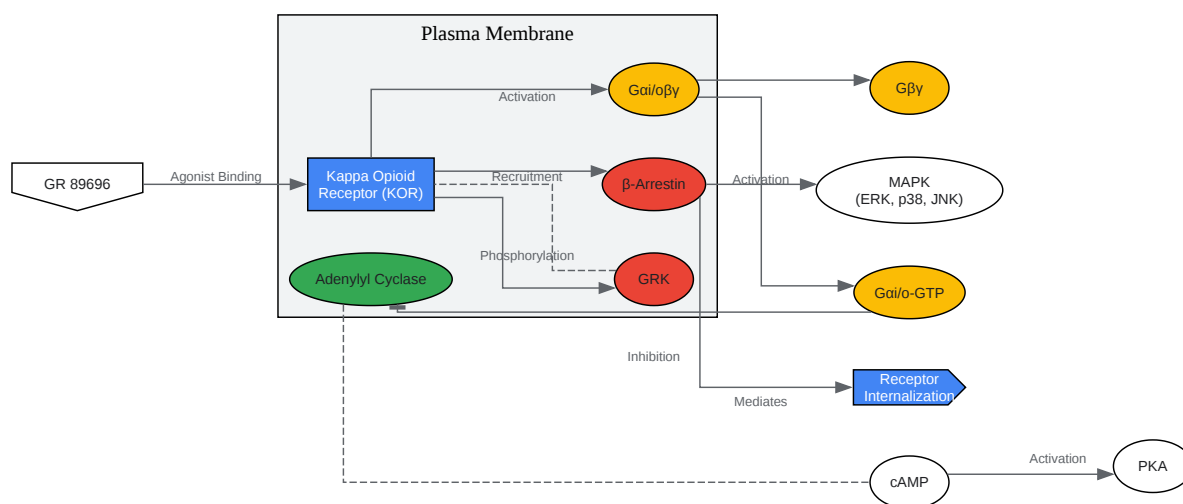 Plasma Membrane
Gαi/oβγ
Gβγ
Activation
GR 89696
Agonist Binding
Kappa Opioid
Receptor (KOR)
Recruitment
β-Arrestin
Activation
MAPK
(ERK, p38, JNK)
Phosphorylation
Adenylyl Cyclase
GRK
Gαi/o-GTP
Inhibition
Mediates
Receptor
Internalization
Activation
cAMP
PKA